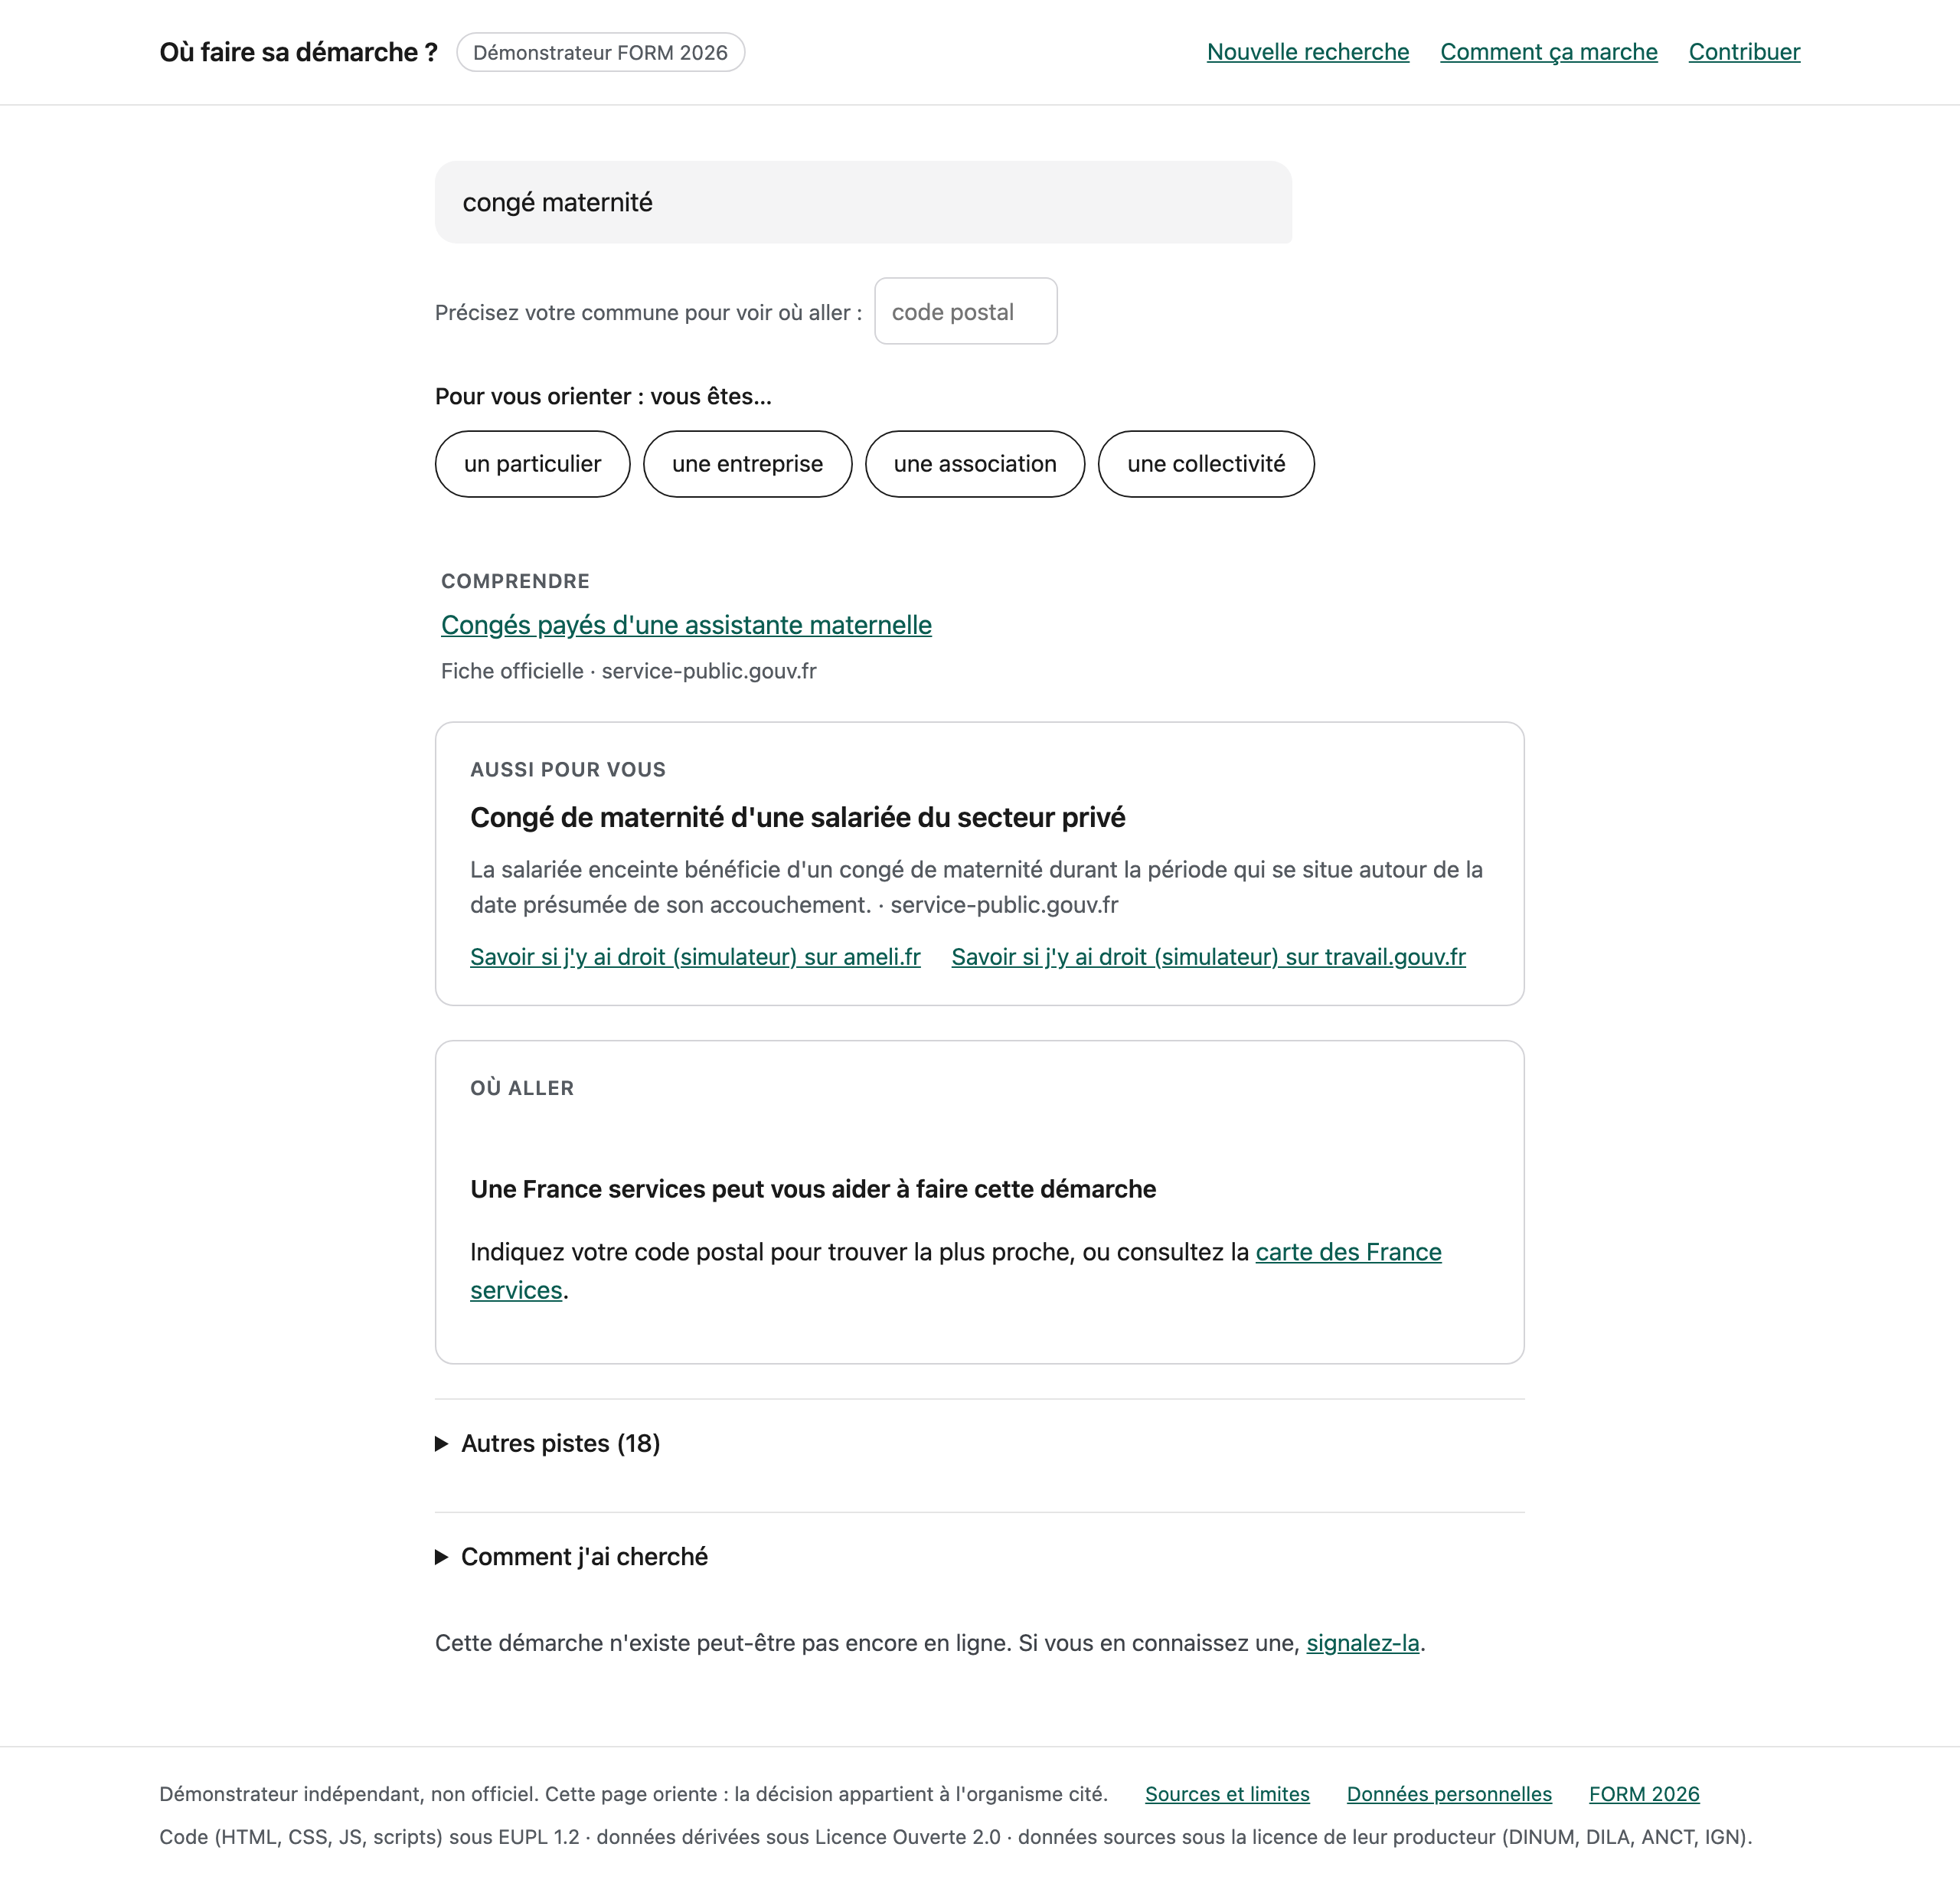 Où faire sa démarche ?
Démonstrateur FORM 2026
Nouvelle recherche
Comment ça marche
Contribuer
congé maternité
Précisez votre commune pour voir où aller :
code postal
Pour vous orienter : vous êtes...
un particulier
une entreprise
une association
une collectivité
COMPRENDRE
Congés payés d'une assistante maternelle
Fiche officielle · service-public.gouv.fr
AUSSI POUR VOUS
Congé de maternité d'une salariée du secteur privé
La salariée enceinte bénéficie d'un congé de maternité durant la période qui se situe autour de la
date présumée de son accouchement. · service-public.gouv.fr
Savoir si j'y ai droit (simulateur) sur ameli.fr
Savoir si j'y ai droit (simulateur) sur travail.gouv.fr
OÙ ALLER
Une France services peut vous aider à faire cette démarche
Indiquez votre code postal pour trouver la plus proche, ou consultez la carte des France
services.
Autres pistes (18)
Comment j'ai cherché
Cette démarche n'existe peut-être pas encore en ligne. Si vous en connaissez une, signalez-la.
Démonstrateur indépendant, non officiel. Cette page oriente : la décision appartient à l'organisme cité.
Sources et limites
Données personnelles
FORM 2026
Code (HTML, CSS, JS, scripts) sous EUPL 1.2 · données dérivées sous Licence Ouverte 2.0 · données sources sous la licence de leur producteur (DINUM, DILA, ANCT, IGN).